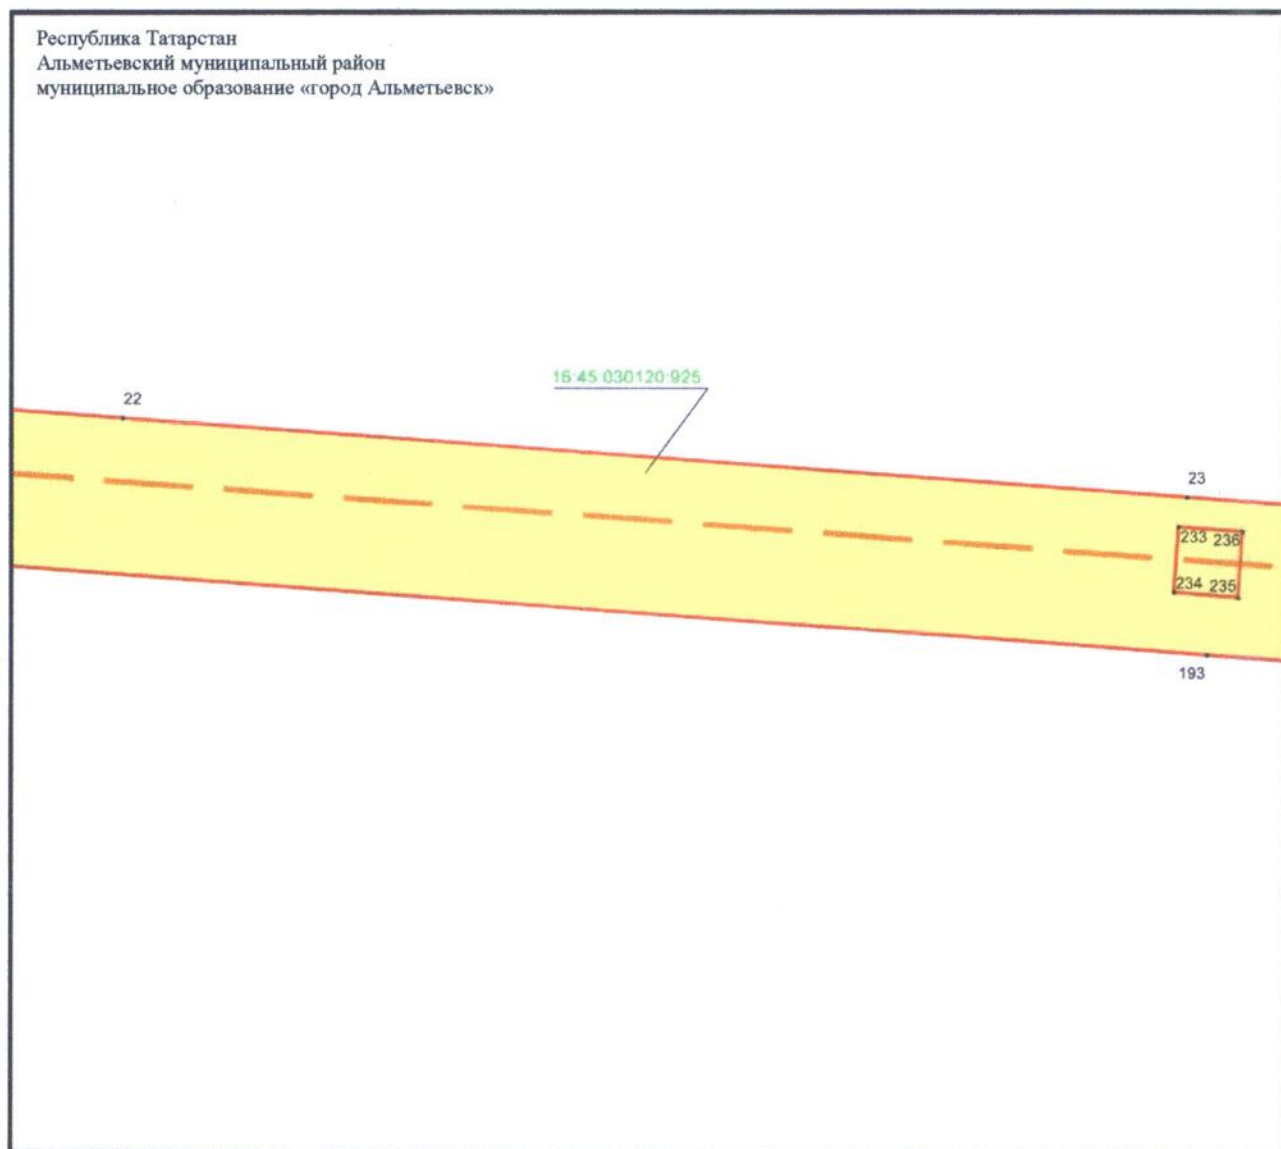 Республика Татарстан
Альметьевский муниципальный район
муниципальное образование «город Альметьевск»
16:45:030120:925
22
23
233 236
234 235
193